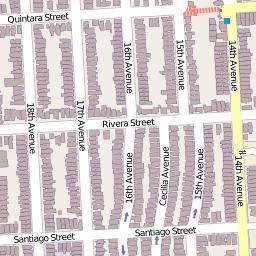 Quintara Street
16th Avenue
15th Avenue
14th Avenue
18th Avenue
17th Avenue
Rivera Street
16th Avenue
Cecilia Avenue
15th Avenue
14th Avenue
Santiago Street
Santiago Street